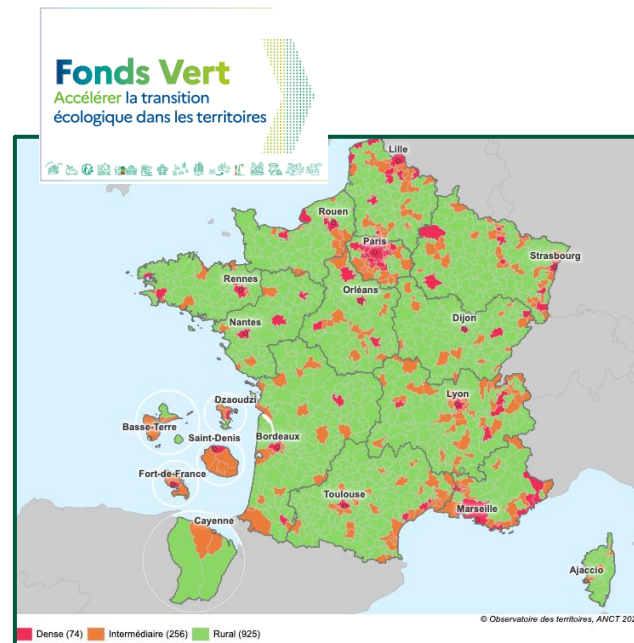 Fonds Vert
Accélérer la transition
écologique dans les territoires
Lille
Rouen
Paris
Strasbourg
Rennes
Orléans
Nantes
Dijon
Dzaoudzi
Lyon
Basse-Terre
Saint-Denis
Bordeaux
Fort-de-France
Toulouse
Marseille
Cayenne
Ajaccio
© Observatoire des territoires, ANCT 202
Dense (74) Intermédiaire (256) Rural (925)